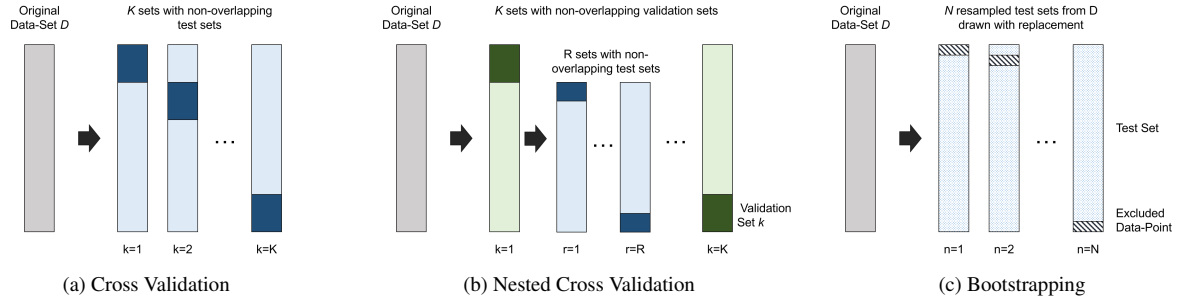 Original
Data-Set D
K sets with non-overlapping
test sets
...
k=1
k=2
k=K
(a) Cross Validation
Original
Data-Set D
K sets with non-overlapping validation sets
R sets with non-
overlapping test sets
...
...
Validation
Set k
k=1
r=1
r=R
k=K
(b) Nested Cross Validation
Original
Data-Set D
N resampled test sets from D
drawn with replacement
...
Test Set
Excluded
Data-Point
n=1
n=2
n=N
(c) Bootstrapping